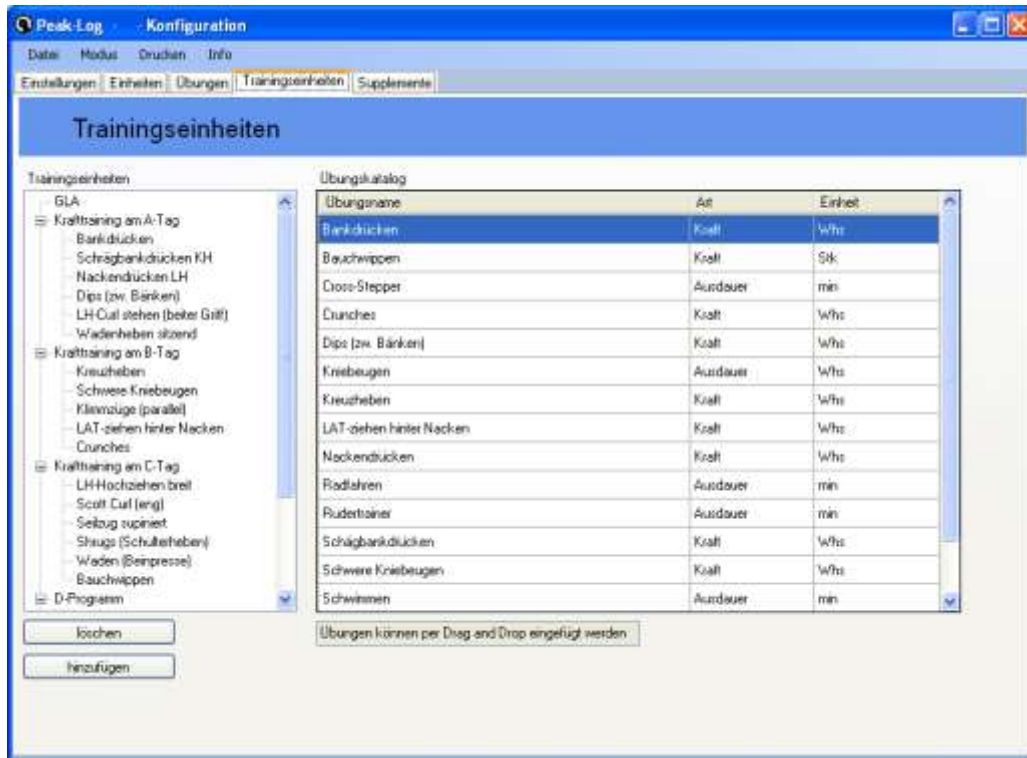 Peak-Log - - Konfiguration
Datei Modus Drucken Info
Einstellungen Einheiten Übungen Trainingseinheiten Supplemente
Trainingseinheiten
Trainingseinheiten
GLA
Krafttraining am A-Tag
Bankdrücken
Schrägbankdrücken KH
Nackendrücken LH
Dips (zw. Bänken)
LH-Curl stehen (beiter Griff)
Wadenheben sitzend
Krafttraining am B-Tag
Kreuzheben
Schwere Kniebeugen
Klimmzüge (parallel)
LAT-ziehen hinter Nacken
Crunches
Krafttraining am C-Tag
LH-Hochziehen breit
Scott Curl (eng)
Seilzug supiniert
Shrugs (Schulterheben)
Waden (Beinpresse)
Bauchwippen
D-Programm
löschen
hinzufügen
Übungskatalog
Übungsname Art Einheit
Bankdrücken Kraft Whs
Bauchwippen Kraft Stk
Cross-Stepper Ausdauer min
Crunches Kraft Whs
Dips (zw. Bänken) Kraft Whs
Kniebeugen Ausdauer Whs
Kreuzheben Kraft Whs
LAT-ziehen hinter Nacken Kraft Whs
Nackendrücken Kraft Whs
Radfahren Ausdauer min
Rudertrainer Ausdauer min
Schägbankdrücken Kraft Whs
Schwere Kniebeugen Kraft Whs
Schwimmen Ausdauer min
Übungen können per Drag and Drop eingefügt werden